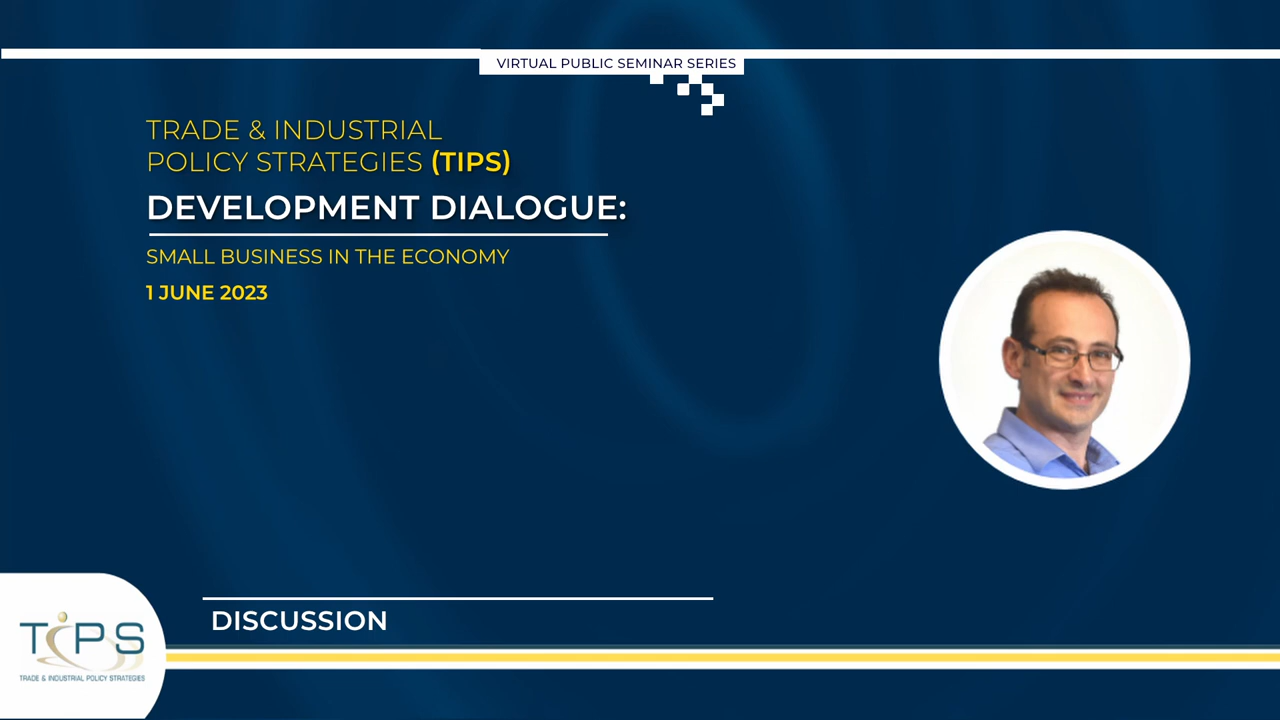 VIRTUAL PUBLIC SEMINAR SERIES
TRADE & INDUSTRIAL
POLICY STRATEGIES (TIPS)
DEVELOPMENT DIALOGUE:
SMALL BUSINESS IN THE ECONOMY
1 JUNE 2023
DISCUSSION
TiPS
TRADE & INDUSTRIAL POLICY STRATEGIES